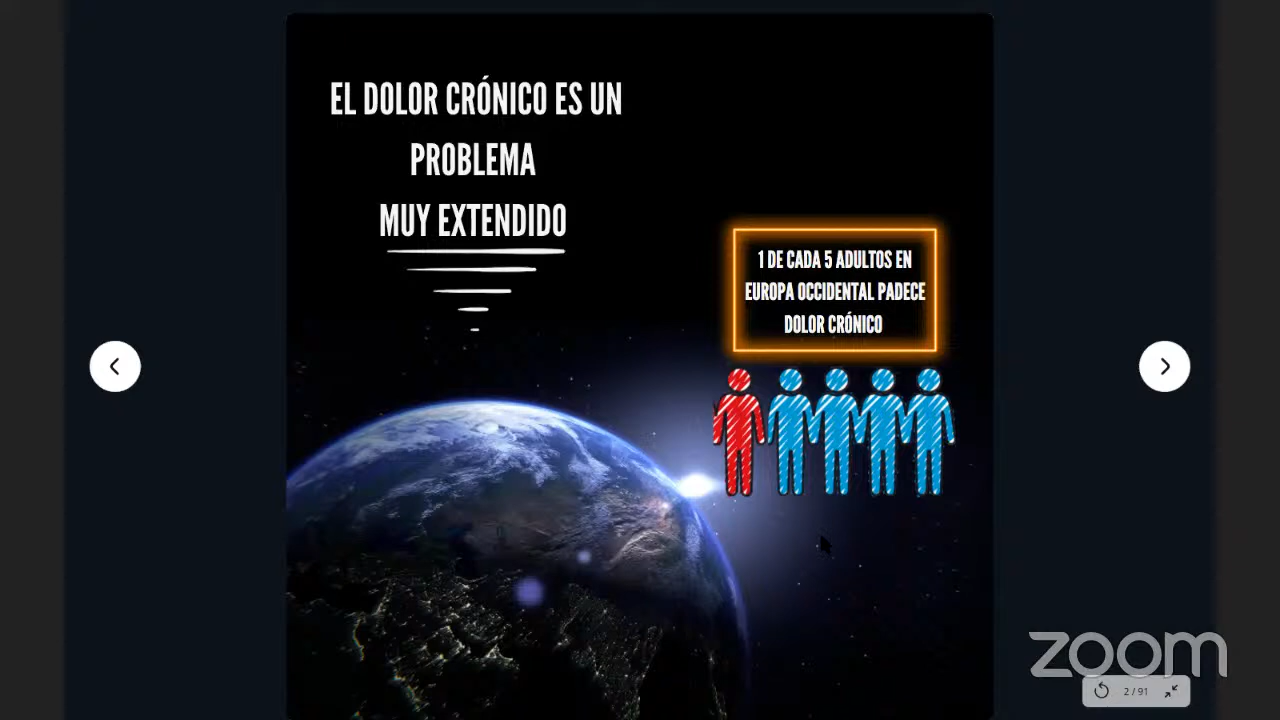 EL DOLOR CRÓNICO ES UN
PROBLEMA
MUY EXTENDIDO
1 DE CADA 5 ADULTOS EN
EUROPA OCCIDENTAL PADECE
DOLOR CRÓNICO
zoom
2 / 91